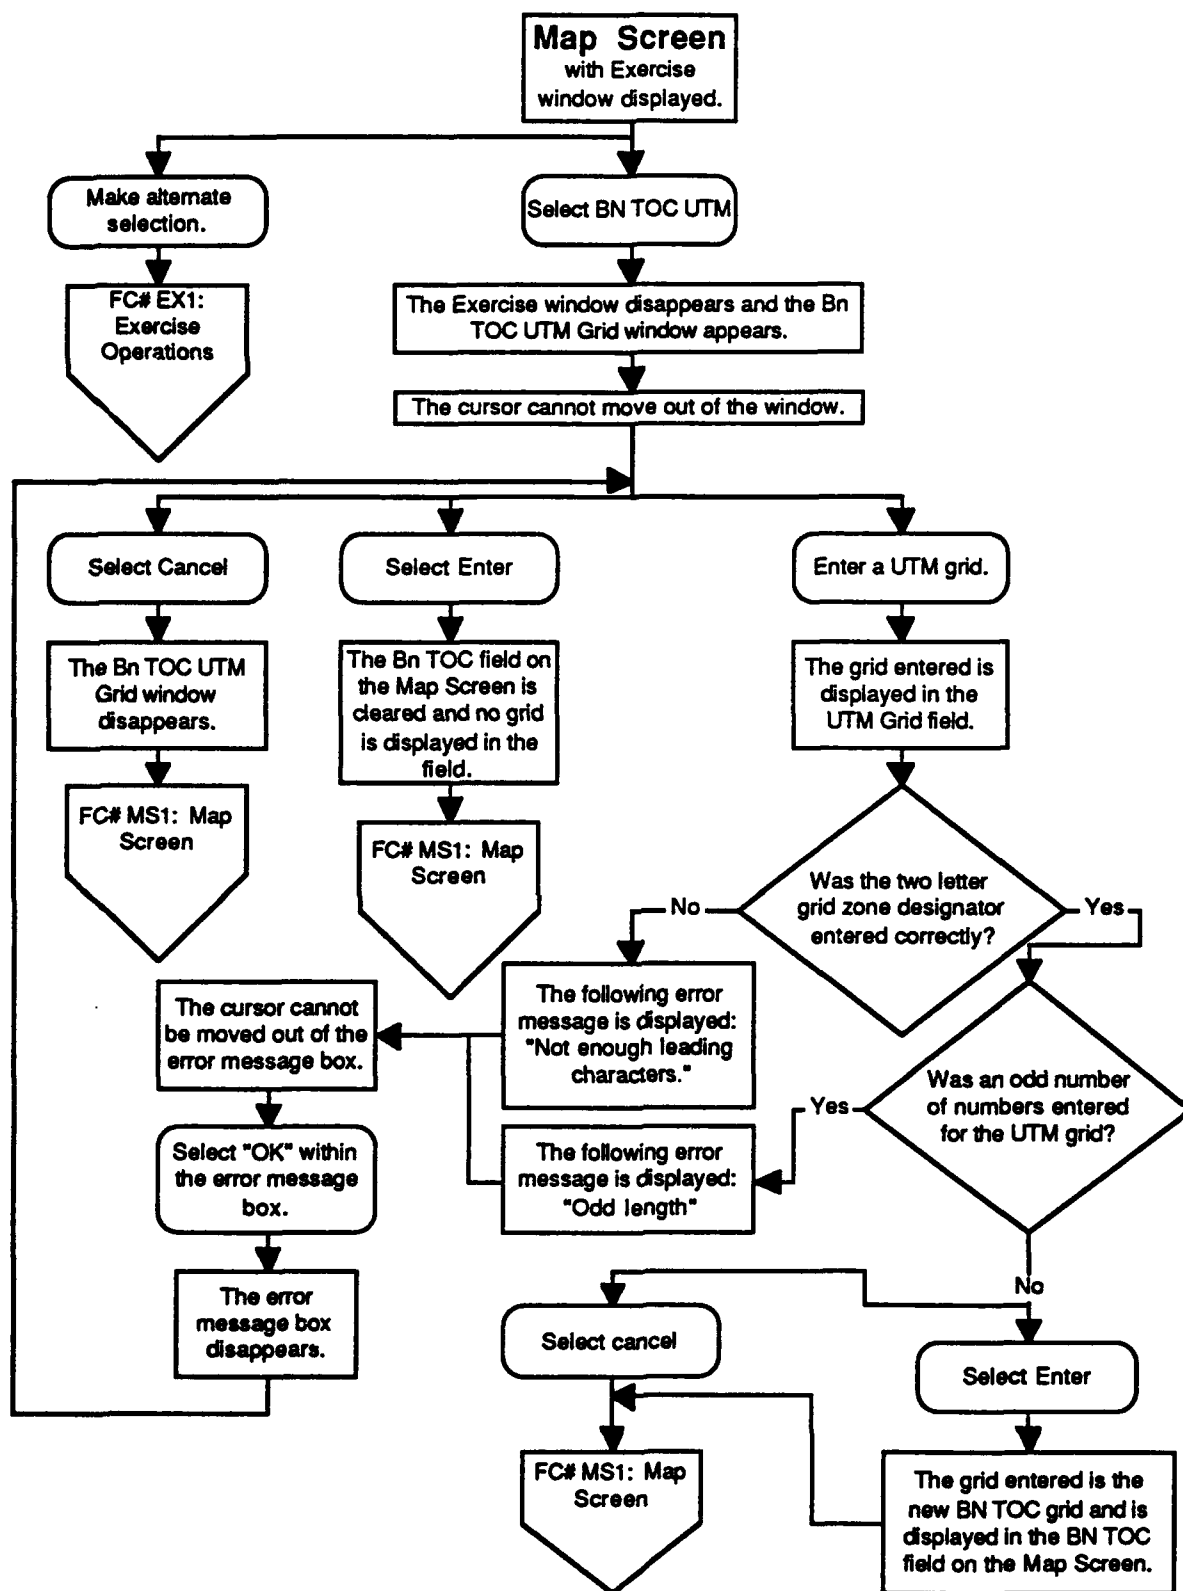 Map Screen
with Exercise
window displayed.
Make alternate
selection.
Select BN TOC UTM
FC# EX1:
Exercise
Operations
The Exercise window disappears and the Bn
TOC UTM Grid window appears.
The cursor cannot move out of the window.
Select Cancel
Select Enter
Enter a UTM grid.
The Bn TOC UTM
Grid window
disappears.
The Bn TOC field on
the Map Screen is
cleared and no grid
is displayed in the
field.
The grid entered is
displayed in the
UTM Grid field.
FC# MS1: Map
Screen
FC# MS1: Map
Screen
Was the two letter
grid zone designator
entered correctly?
No
Yes
The cursor cannot
be moved out of the
error message box.
The following error
message is displayed:
"Not enough leading
characters."
Was an odd number
of numbers entered
for the UTM grid?
Yes
Select "OK" within
the error message
box.
The following error
message is displayed:
"Odd length"
No
The error
message box
disappears.
Select cancel
Select Enter
FC# MS1: Map
Screen
The grid entered is the
new BN TOC grid and is
displayed in the BN TOC
field on the Map Screen.